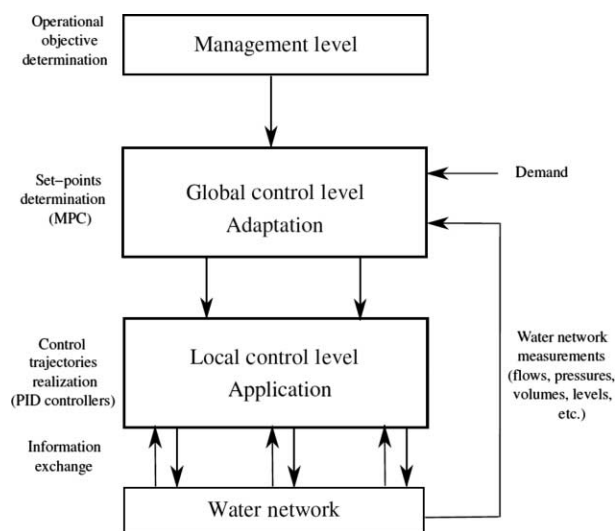 Operational
objective
determination
Management level
Set-points
determination
(MPC)
Global control level
Adaptation
Demand
Control
trajectories
realization
(PID controllers)
Local control level
Application
Water network
measurements
(flows, pressures,
volumes, levels,
etc.)
Information
exchange
Water network